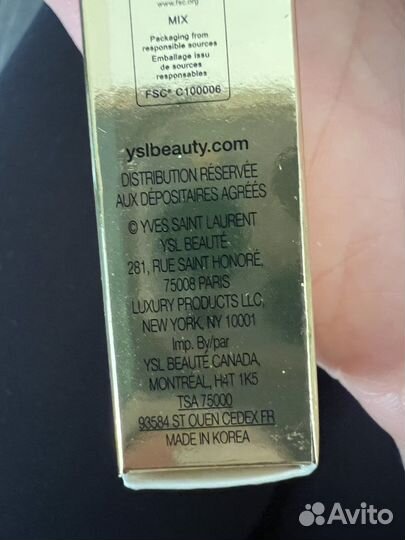 www.fsc.org
MIX
Packaging from
responsible sources
Emballage issu
de sources
responsables
FSC® C100006
yslbeauty.com
DISTRIBUTION RÉSERVÉE
AUX DÉPOSITAIRES AGRÉÉS
© YVES SAINT LAURENT
YSL BEAUTÉ
281, RUE SAINT HONORÉ,
75008 PARIS
LUXURY PRODUCTS LLC,
NEW YORK, NY 10001
Imp. By/par
YSL BEAUTÉ CANADA,
MONTRÉAL, H4T 1K5
TSA 75000
93584 ST OUEN CEDEX FR
MADE IN KOREA
Avito